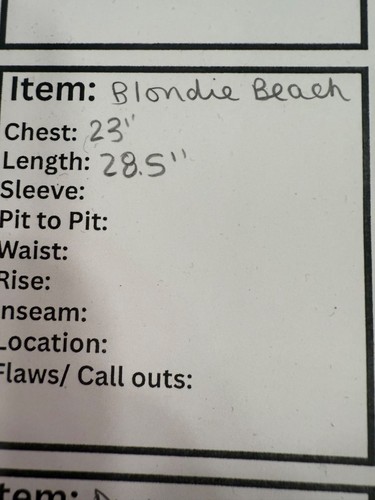 Item: Blondie Beach
Chest: 23"
Length: 28.5"
Sleeve:
Pit to Pit:
Waist:
Rise:
nseam:
Location:
Flaws/ Call outs:
tem: